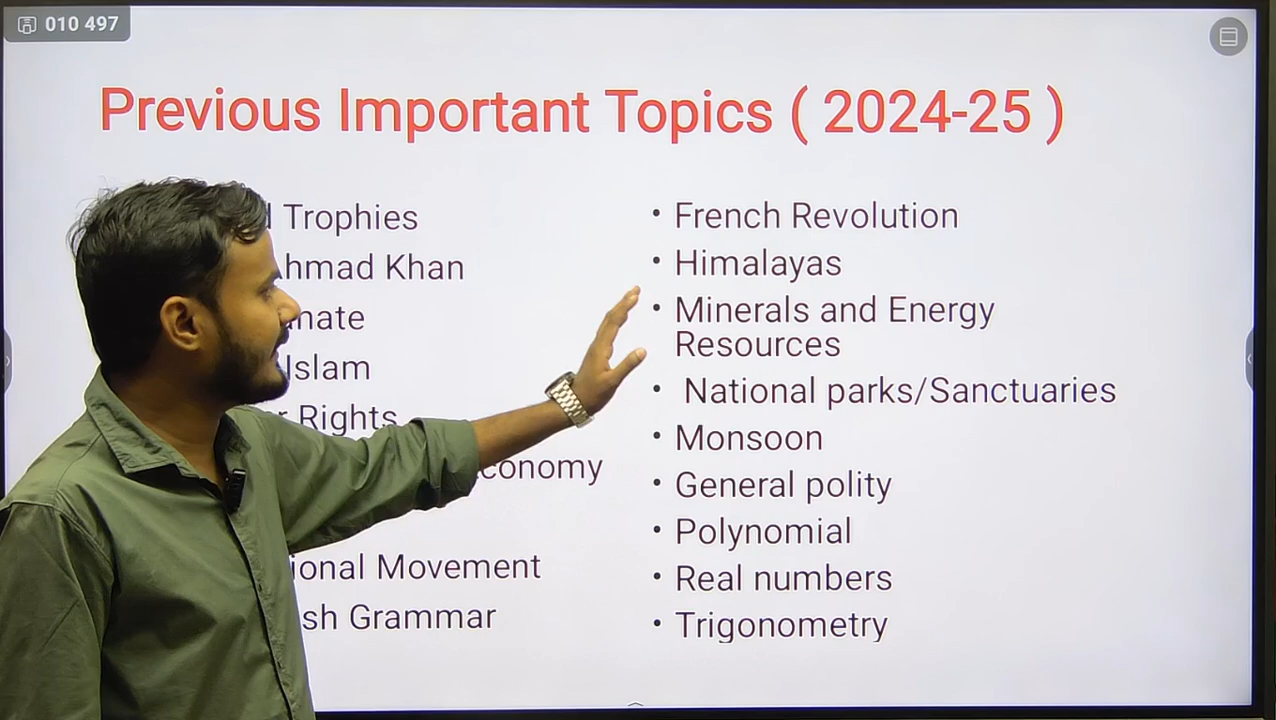 010 497
Previous Important Topics ( 2024-25 )
Trophies
Ahmad Khan
Islam
Rights
Movement
Grammar
• French Revolution
• Himalayas
• Minerals and Energy
Resources
• National parks/Sanctuaries
• Monsoon
• General polity
• Polynomial
• Real numbers
• Trigonometry